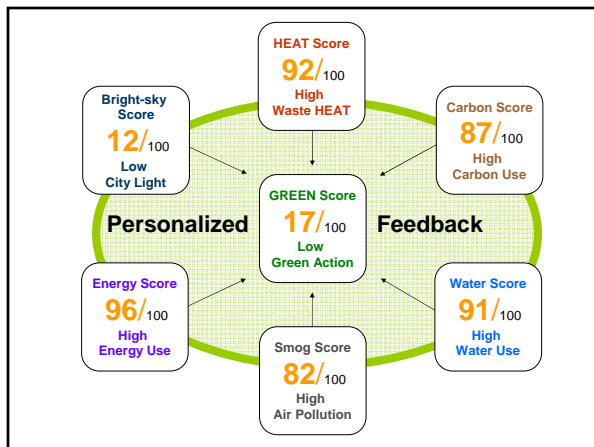 HEAT Score
92/100
High
Waste HEAT
Bright-sky
Score
12/100
Low
City Light
Carbon Score
87/100
High
Carbon Use
GREEN Score
17/100
Low
Green Action
Personalized
Feedback
Energy Score
96/100
High
Energy Use
Water Score
91/100
High
Water Use
Smog Score
82/100
High
Air Pollution